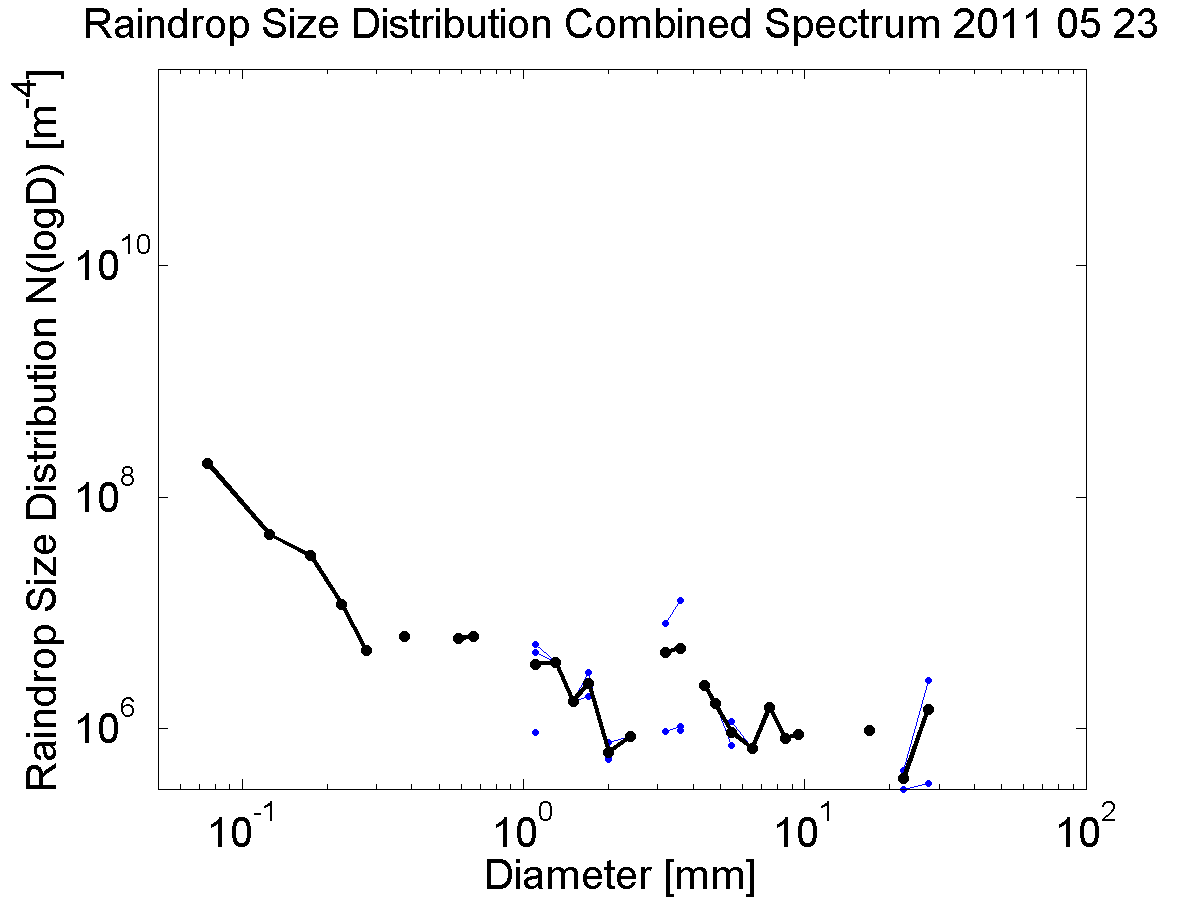 Raindrop Size Distribution Combined Spectrum 2011 05 23
Raindrop Size Distribution N(logD) [m^-4]
10^10
10^8
10^6
10^-1
10^0
10^1
10^2
Diameter [mm]